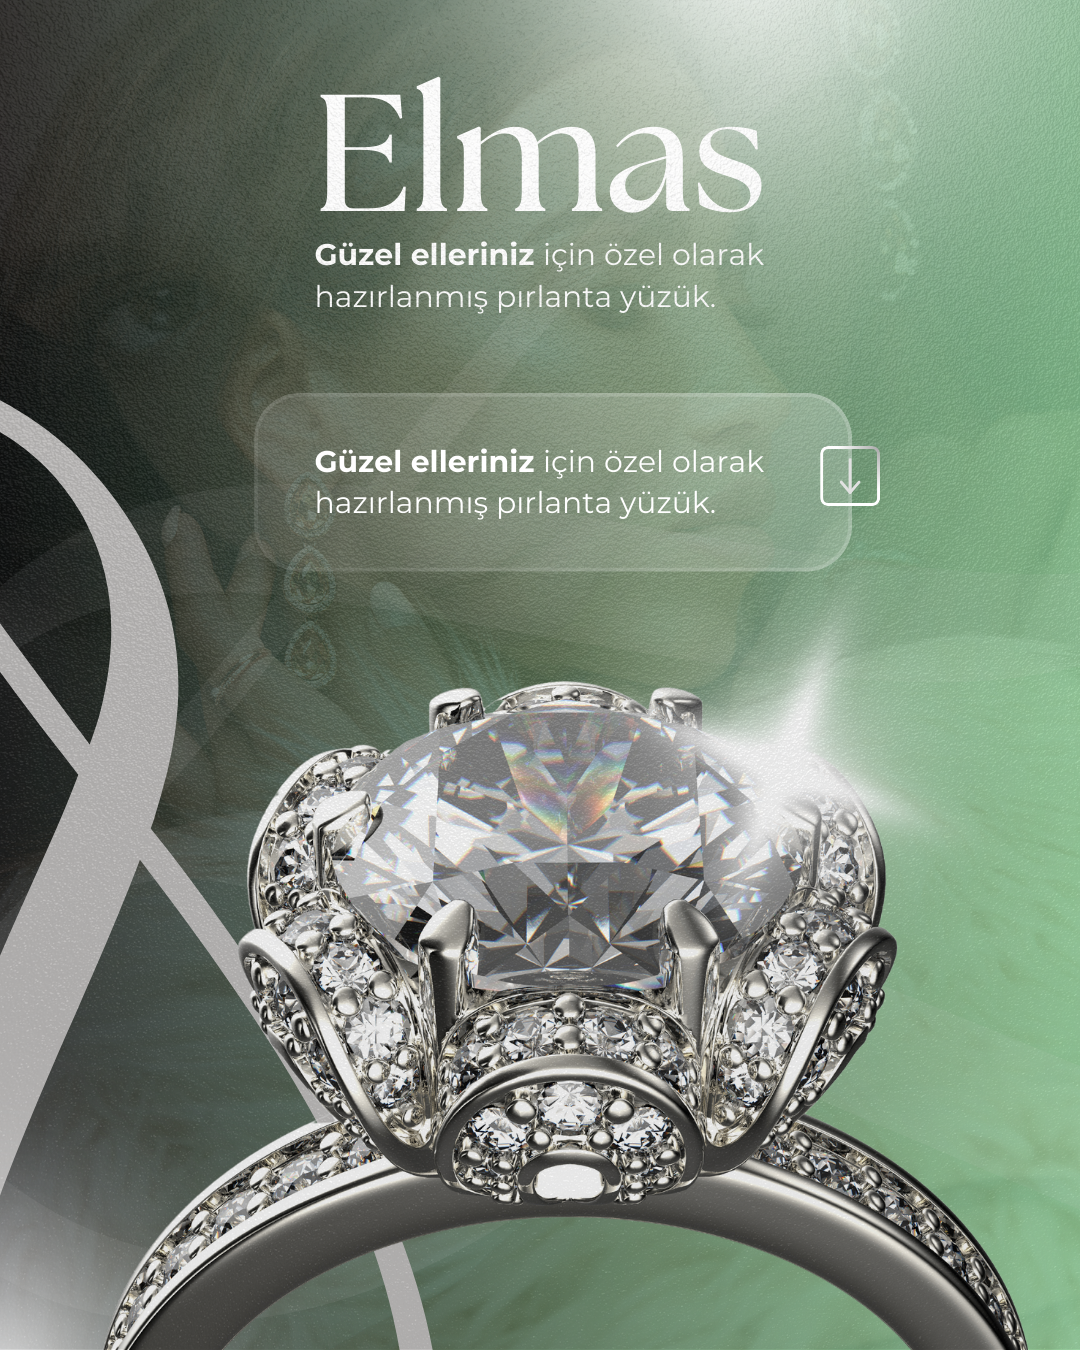 Elmas
Güzel elleriniz için özel olarak
hazırlanmış pırlanta yüzük.
Güzel elleriniz için özel olarak
hazırlanmış pırlanta yüzük.